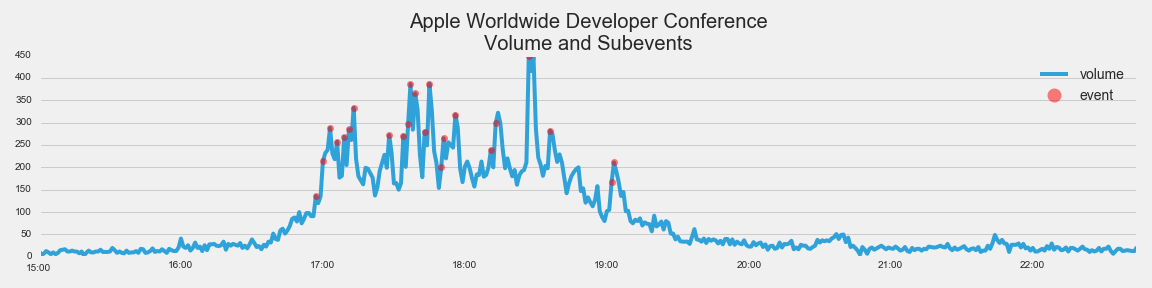 Apple Worldwide Developer Conference
Volume and Subevents
450
400
350
300
250
200
150
100
50
0
volume
event
15:00 16:00 17:00 18:00 19:00 20:00 21:00 22:00